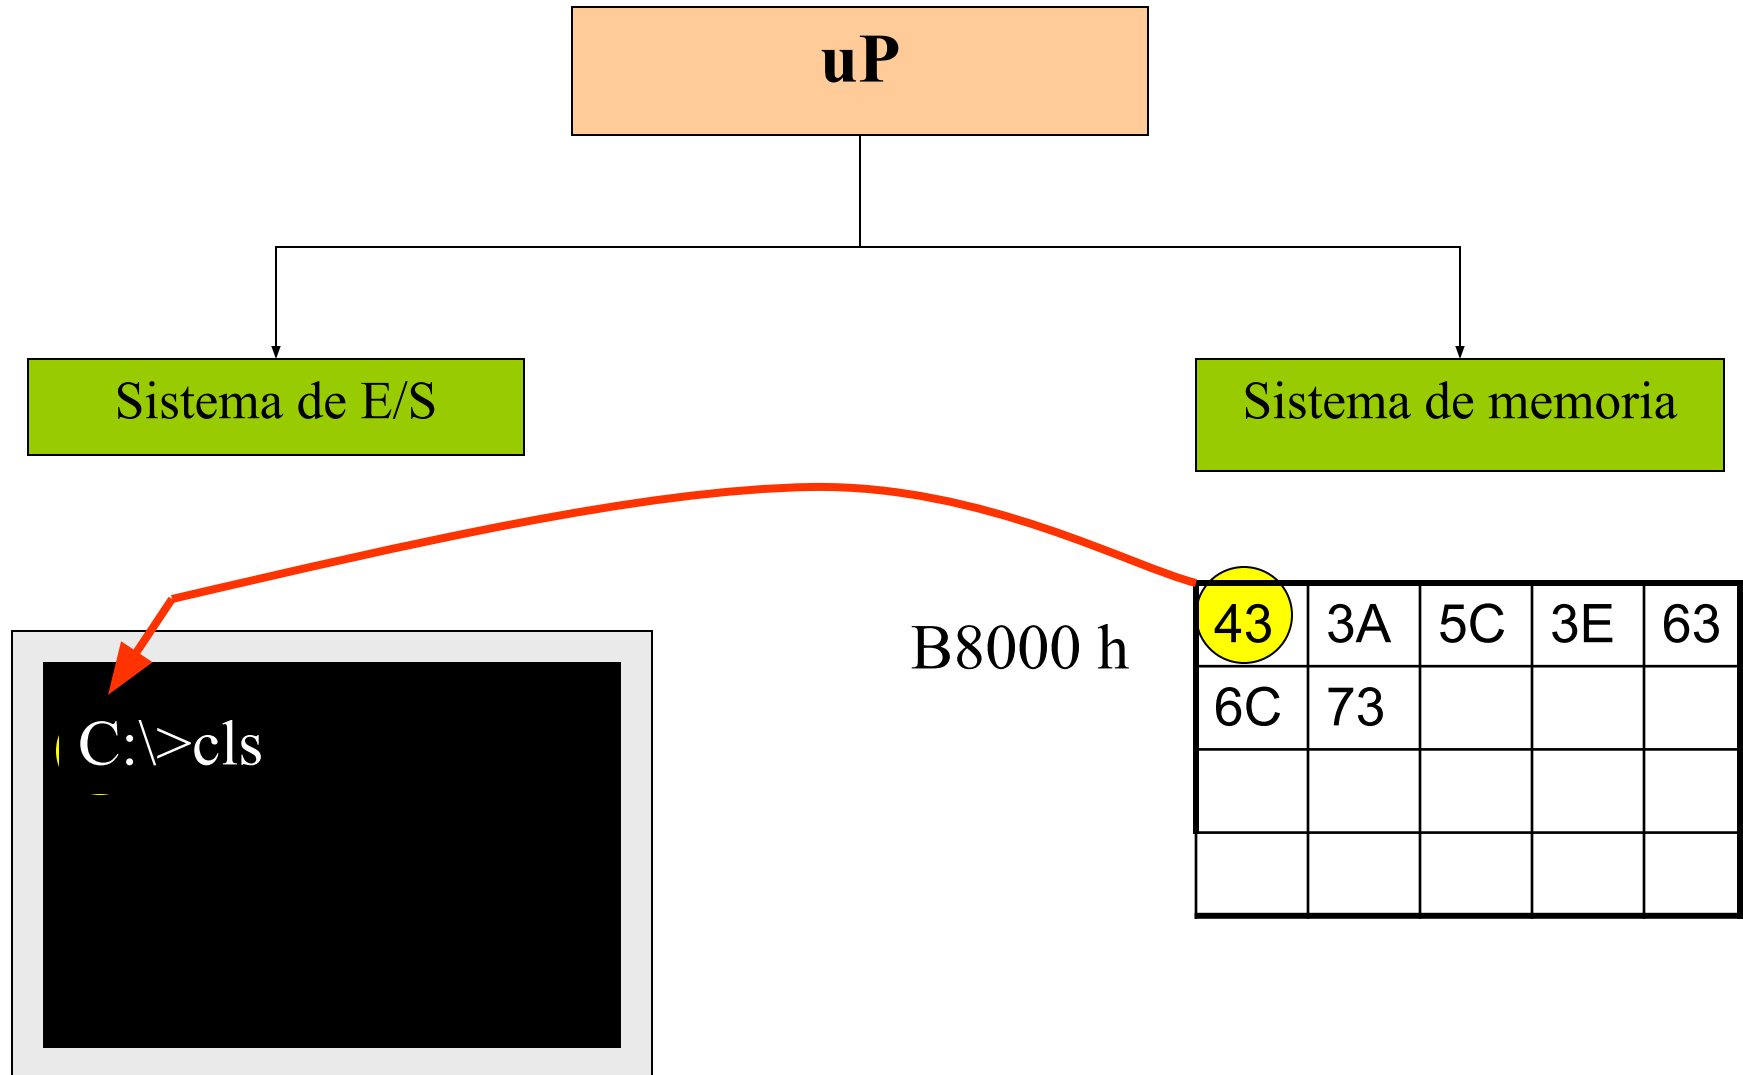 uP
Sistema de E/S
Sistema de memoria
B8000 h
43 3A 5C 3E 63
6C 73
C:\>cls